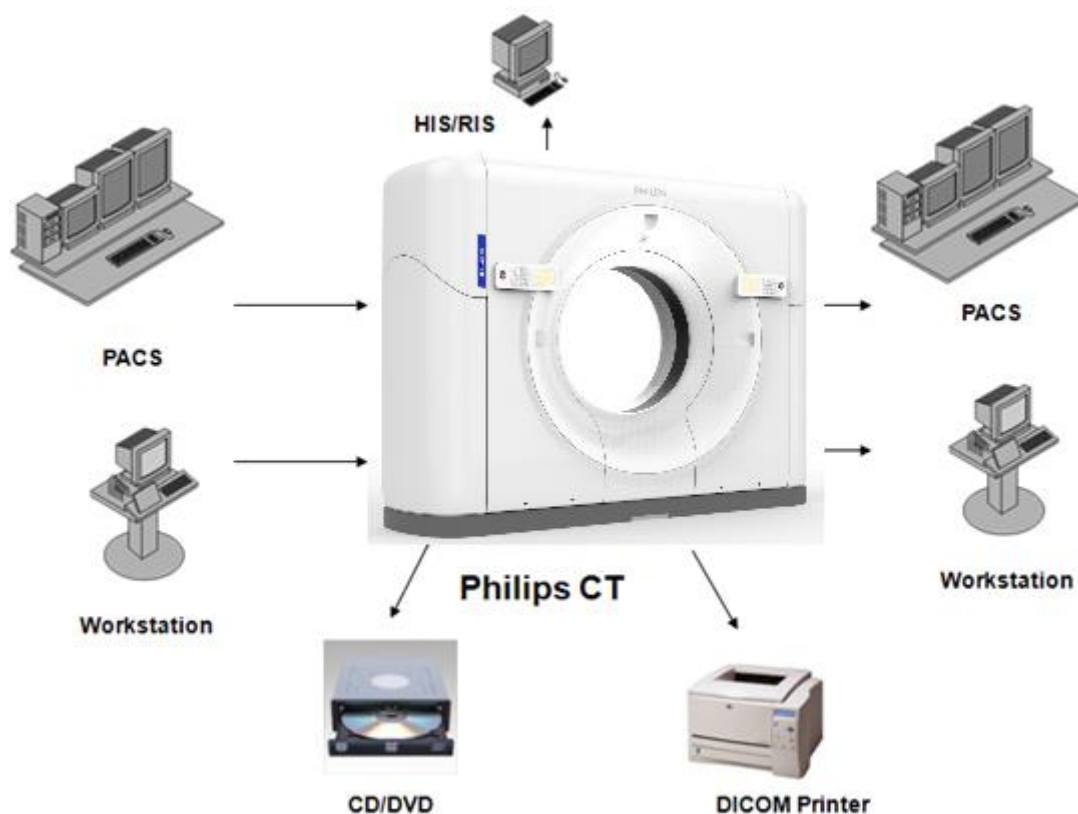 HIS/RIS
PACS
PACS
Workstation
Workstation
Philips CT
CD/DVD
DICOM Printer